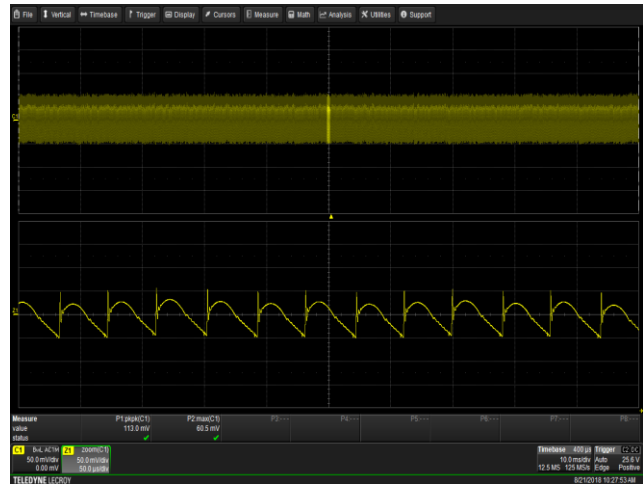 File Vertical Timebase Trigger Display Cursors Measure Math Analysis Utilities Support
C1
Z1
Measure P1:pkpk(C1) P2:max(C1) P3:--- P4:--- P5:--- P6:--- P7:--- P8:---
value 113.0 mV 60.5 mV
status
C1 BwL AC1M Z1 zoom(C1) Timebase 400 µs Trigger C2 DC
50.0 mV/div 50.0 mV/div 10.0 ms/div Auto 25.6 V
0.00 mV 50.0 µs/div 12.5 MS 125 MS/s Edge Positive
TELEDYNE LECROY 8/21/2018 10:27:53 AM